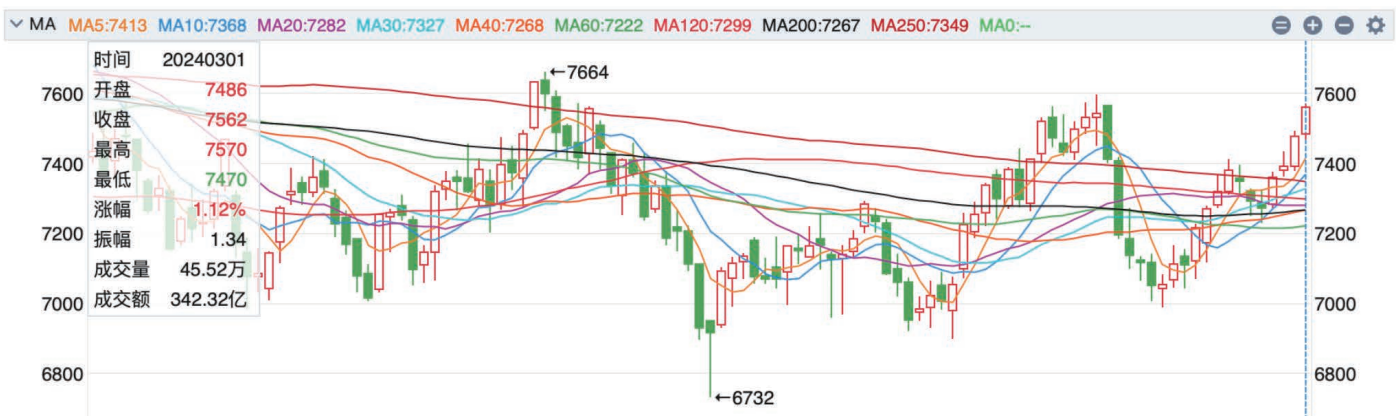 MA MA5:7413 MA10:7368 MA20:7282 MA30:7327 MA40:7268 MA60:7222 MA120:7299 MA200:7267 MA250:7349 MA0:--
时间 20240301
开盘 7486
收盘 7562
最高 7570
最低 7470
涨幅 1.12%
振幅 1.34
成交量 45.52万
成交额 342.32亿
←7664
7600 7600
7400 7400
7200 7200
7000 7000
6800 6800
←6732